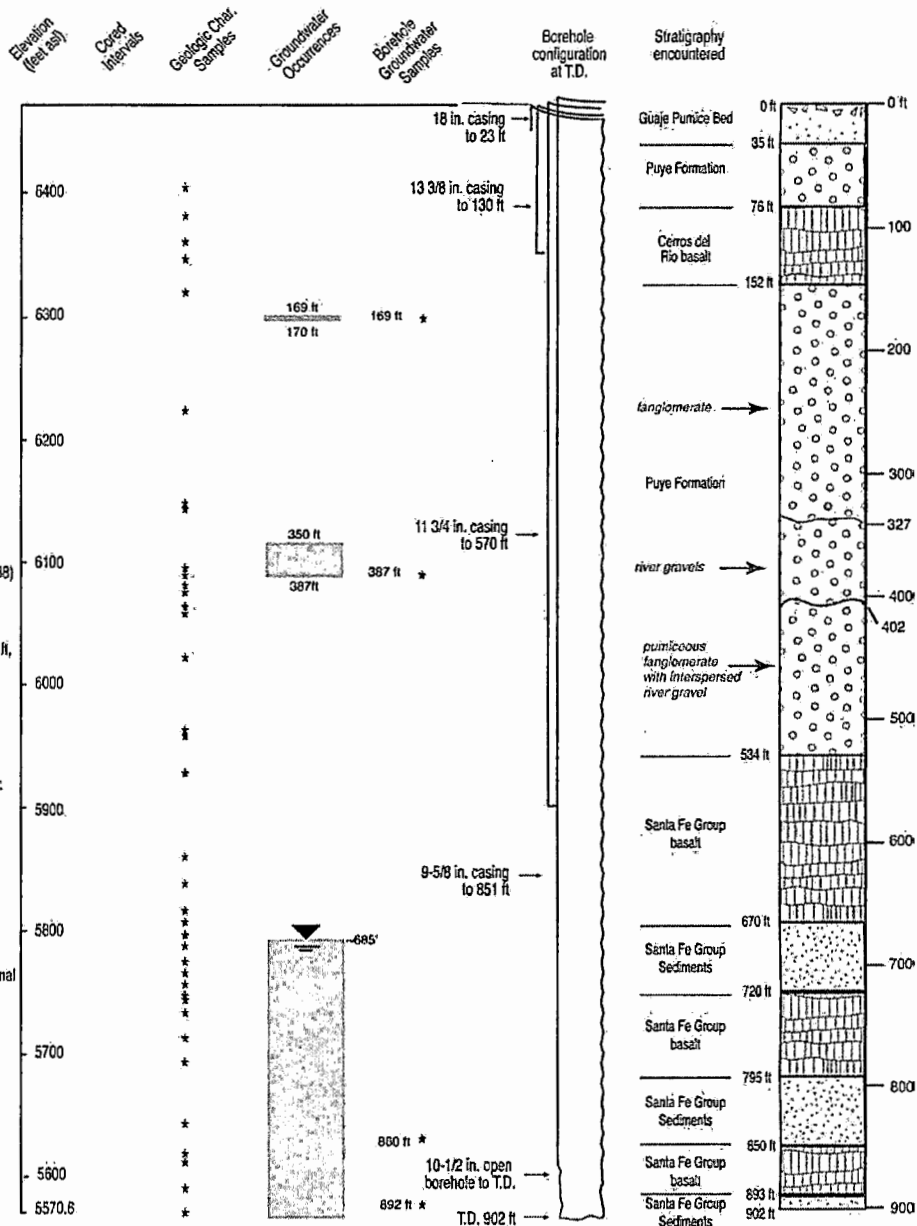 Elevation
(feet asl)
Cored
Intervals
Geologic Char.
Samples
Groundwater
Occurrences
Borehole
Groundwater
Samples
Borehole
configuration
at T.D.
Stratigraphy
encountered
6400
6300
6200
6100
6000
5900
5800
5700
5600
5570.6
ft,
nal
169 ft
170 ft
350 ft
387ft
~685'
169 ft
387 ft
880 ft
892 ft
18 in. casing
to 23 ft
13 3/8 in. casing
to 130 ft
11 3/4 in. casing
to 570 ft
9-5/8 in. casing
to 851 ft
10-1/2 in. open
borehole to T.D.
T.D. 902 ft
Guaje Pumice Bed
Puye Formation
Cerros del
Rio basalt
fanglomerate
Puye Formation
river gravels
pumiceous
fanglomerate
with interspersed
river gravel
Santa Fe Group
basalt
Santa Fe Group
Sediments
Santa Fe Group
basalt
Santa Fe Group
Sediments
Santa Fe Group
basalt
Santa Fe Group
Sediments
0 ft
35 ft
76 ft
152 ft
534 ft
670 ft
720 ft
795 ft
850 ft
893 ft
902 ft
0 ft
100
200
300
327
400
402
500
600
700
800
900